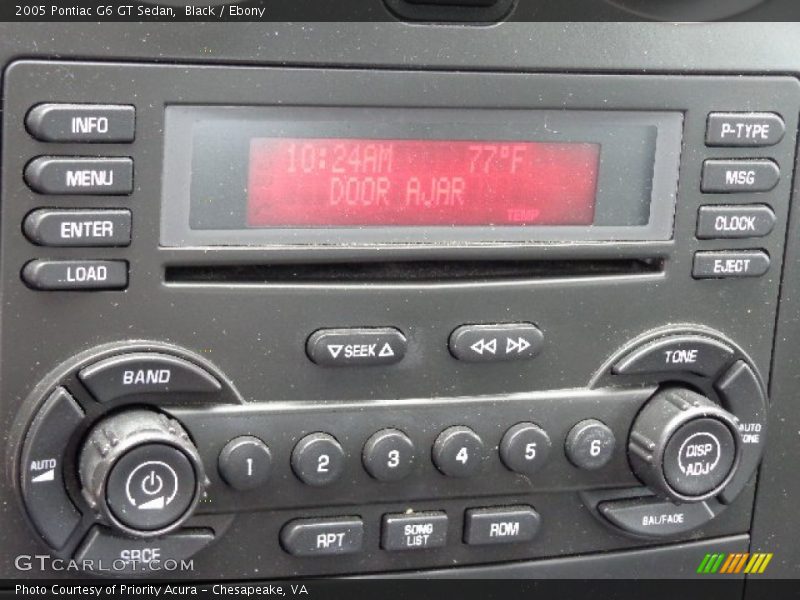 2005 Pontiac G6 GT Sedan, Black / Ebony
INFO
MENU
ENTER
LOAD
10:24AM 77°F
DOOR AJAR
TEMP
P-TYPE
MSG
CLOCK
EJECT
SEEK
BAND
TONE
AUTO
AUTO
TONE
1 2 3 4 5 6
DISP
ADJ
RPT
SONG
LIST
RDM
BAL/FADE
SRCE
GTCARLOT.COM
Photo Courtesy of Priority Acura - Chesapeake, VA